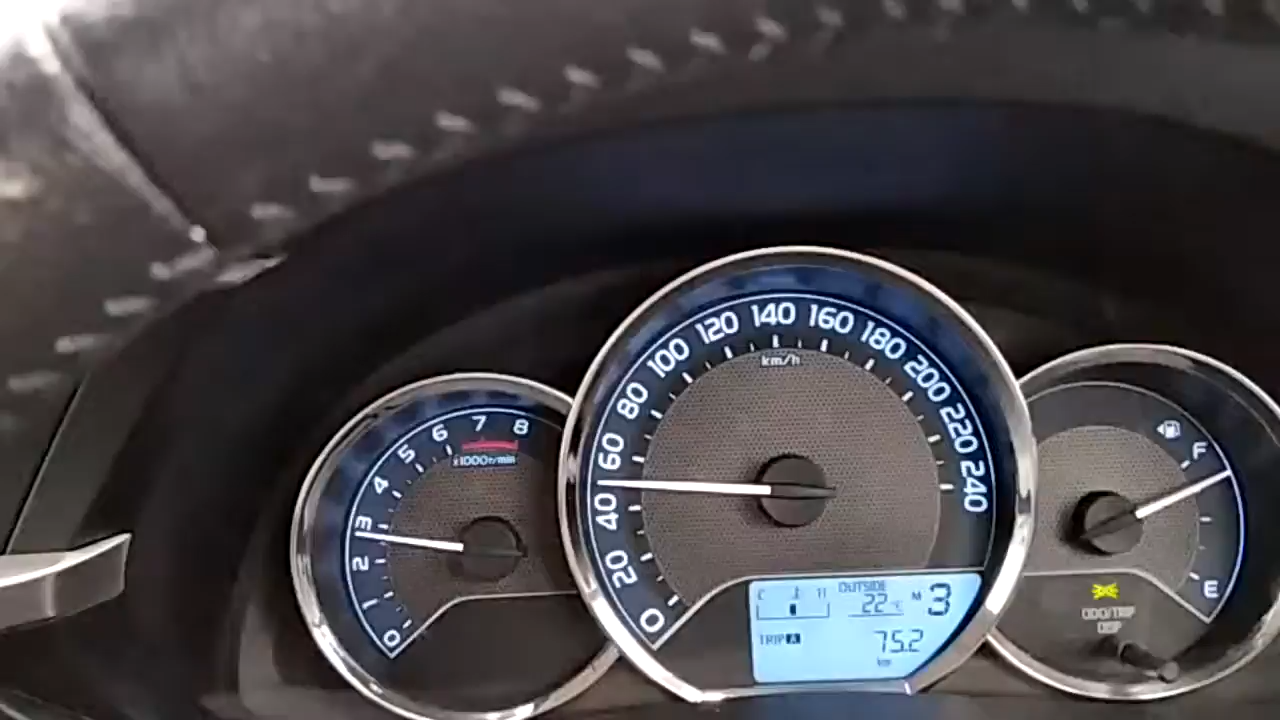 0 1 2 3 4 5 6 7 8
x1000r/min
0 20 40 60 80 100 120 140 160 180 200 220 240
km/h
C H
OUTSIDE
22°C
M 3
TRIP A
75.2
km
F
E
ODO/TRIP
DISP